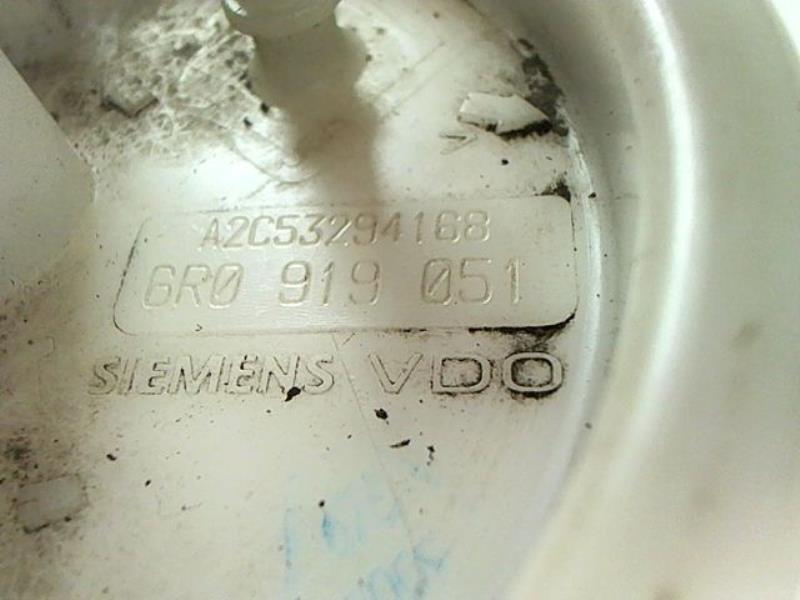 A2C53294168
6R0 919 051
SIEMENS VDO